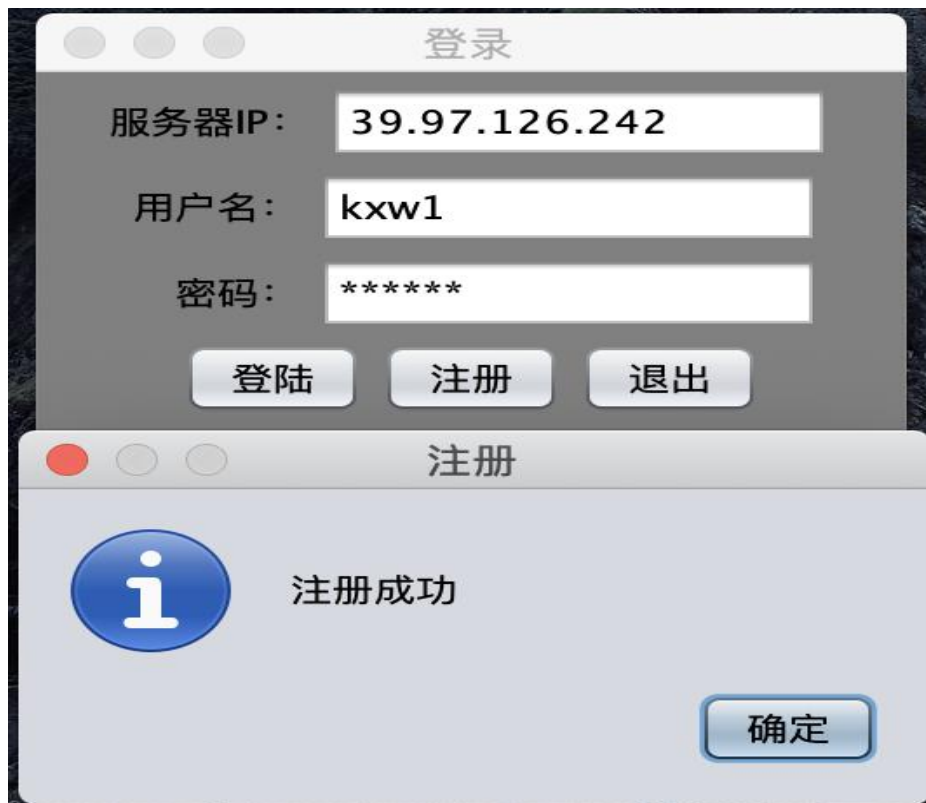 登录
服务器IP： 39.97.126.242
用户名： kxw1
密码： ******
登陆 注册 退出
注册
注册成功
确定